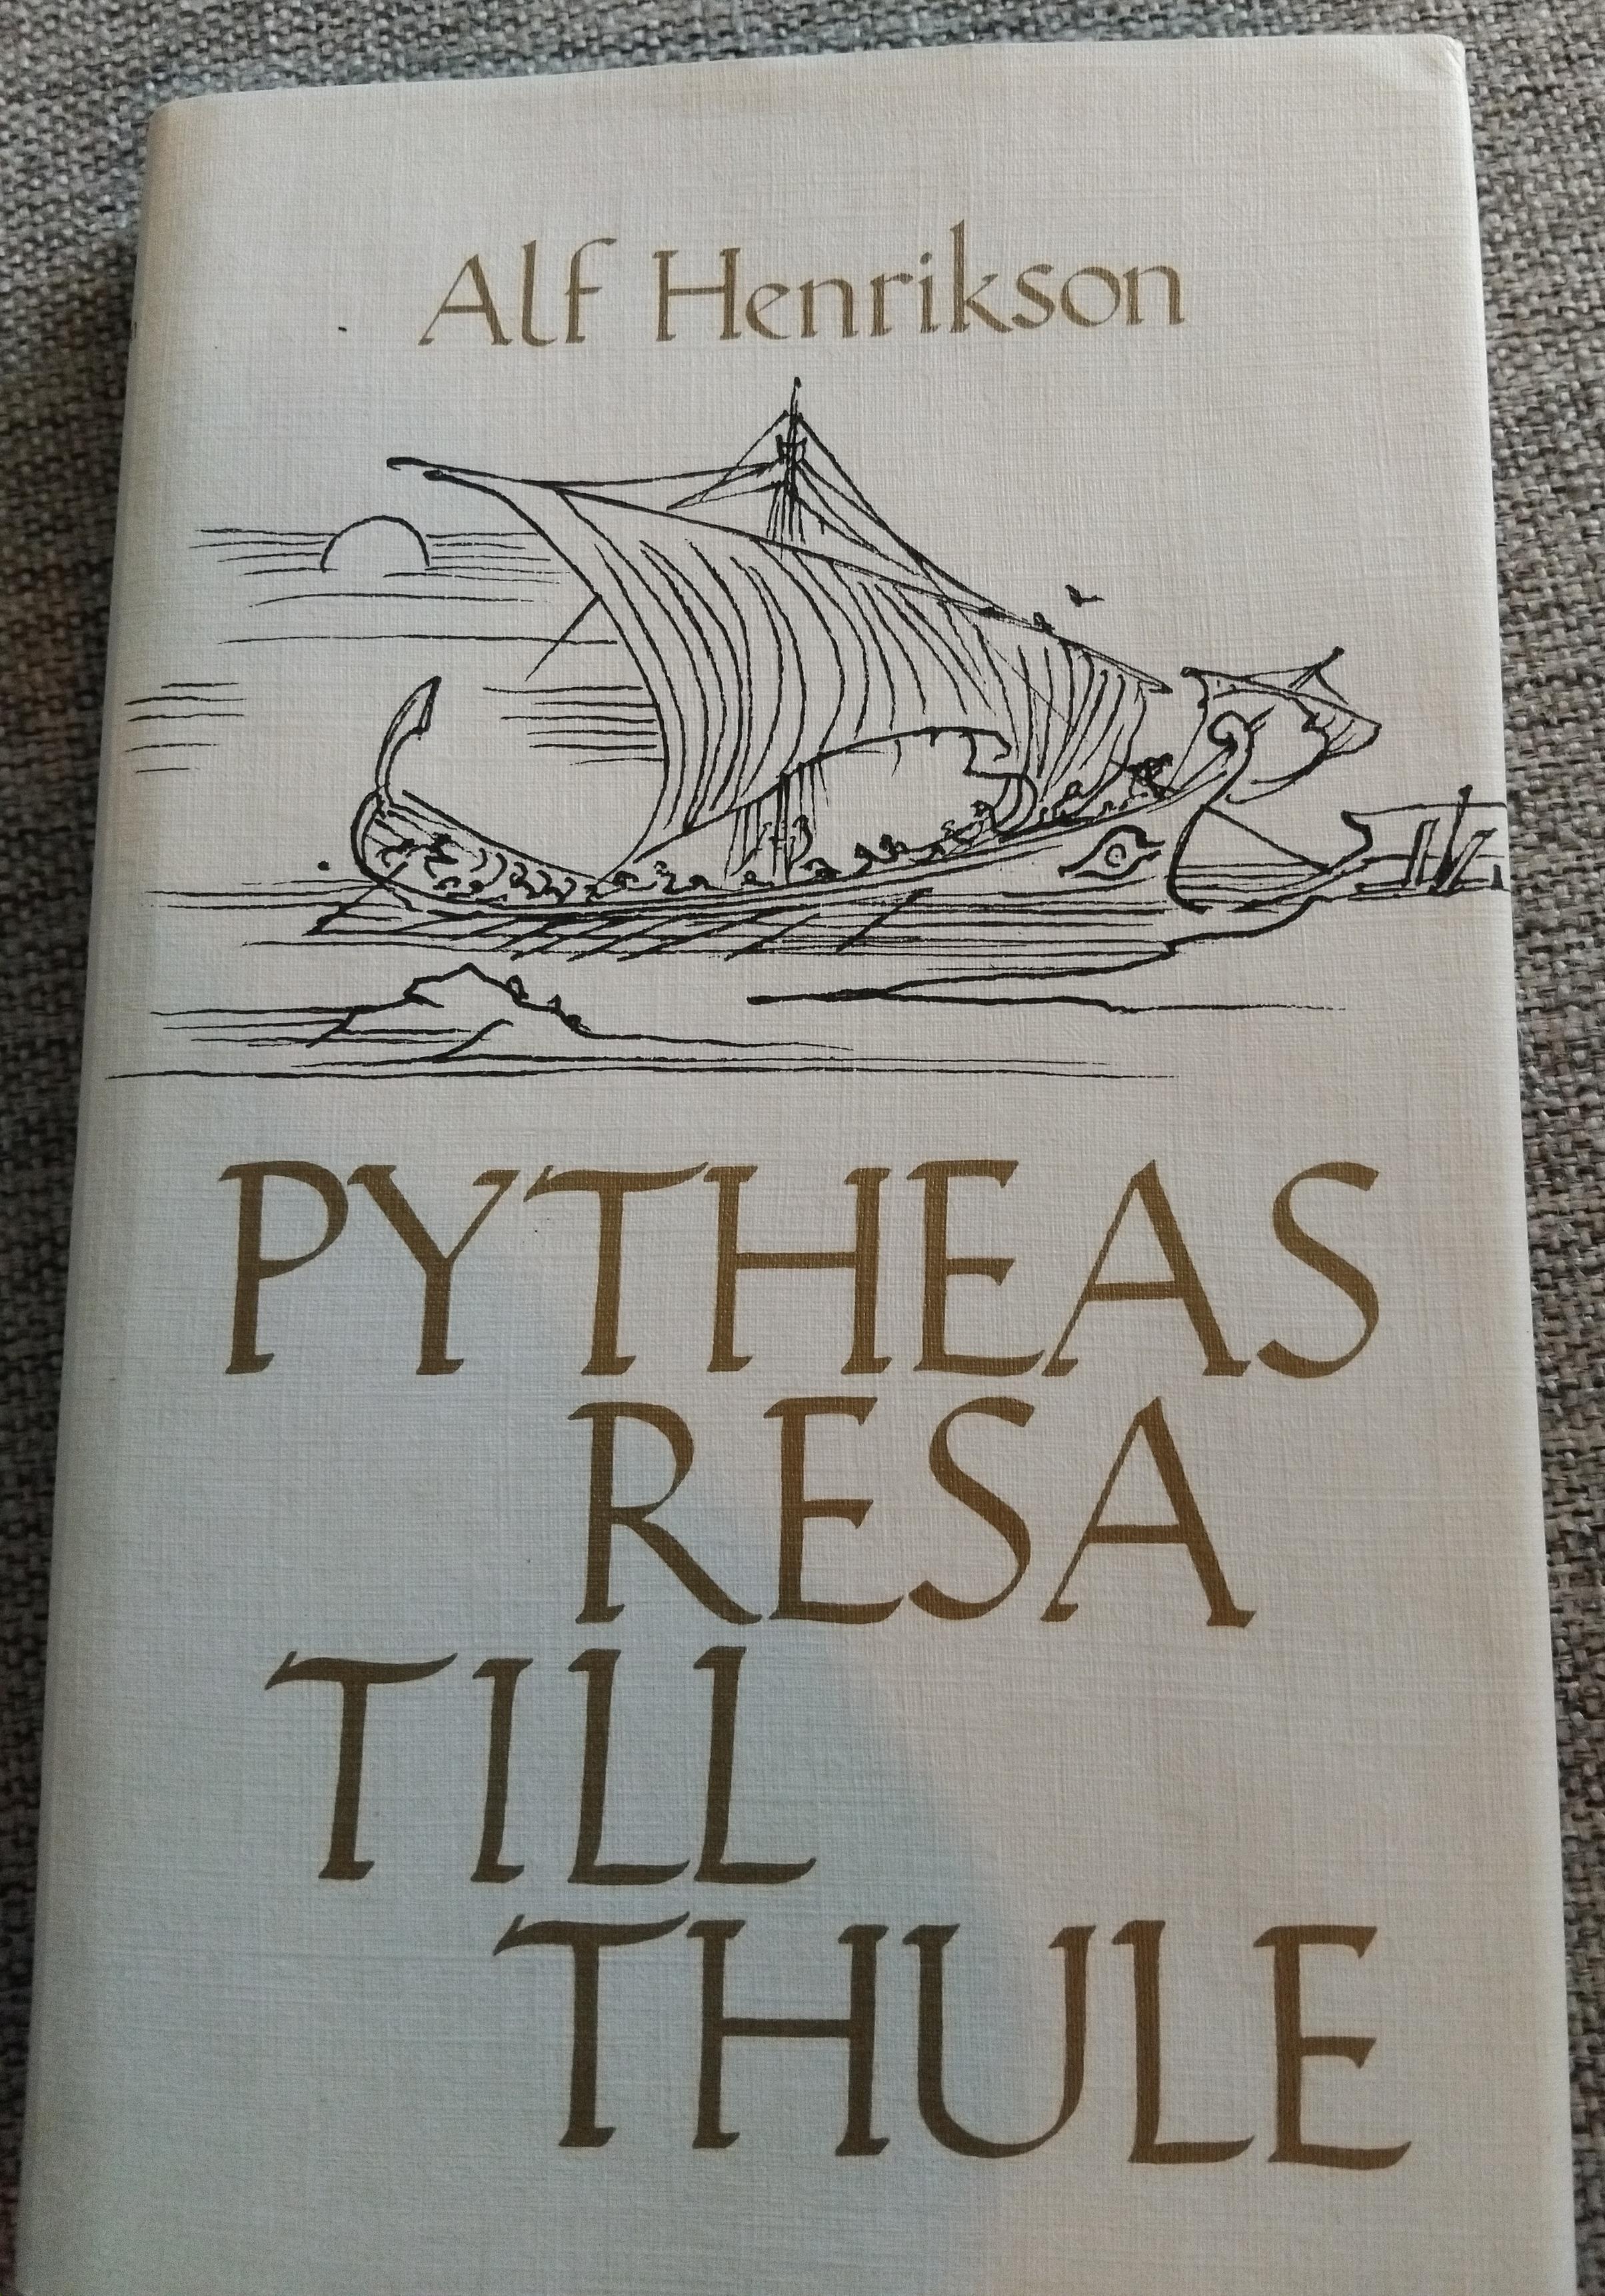 Alf Henrikson
PYTHEAS
RESA
TILL
THULE